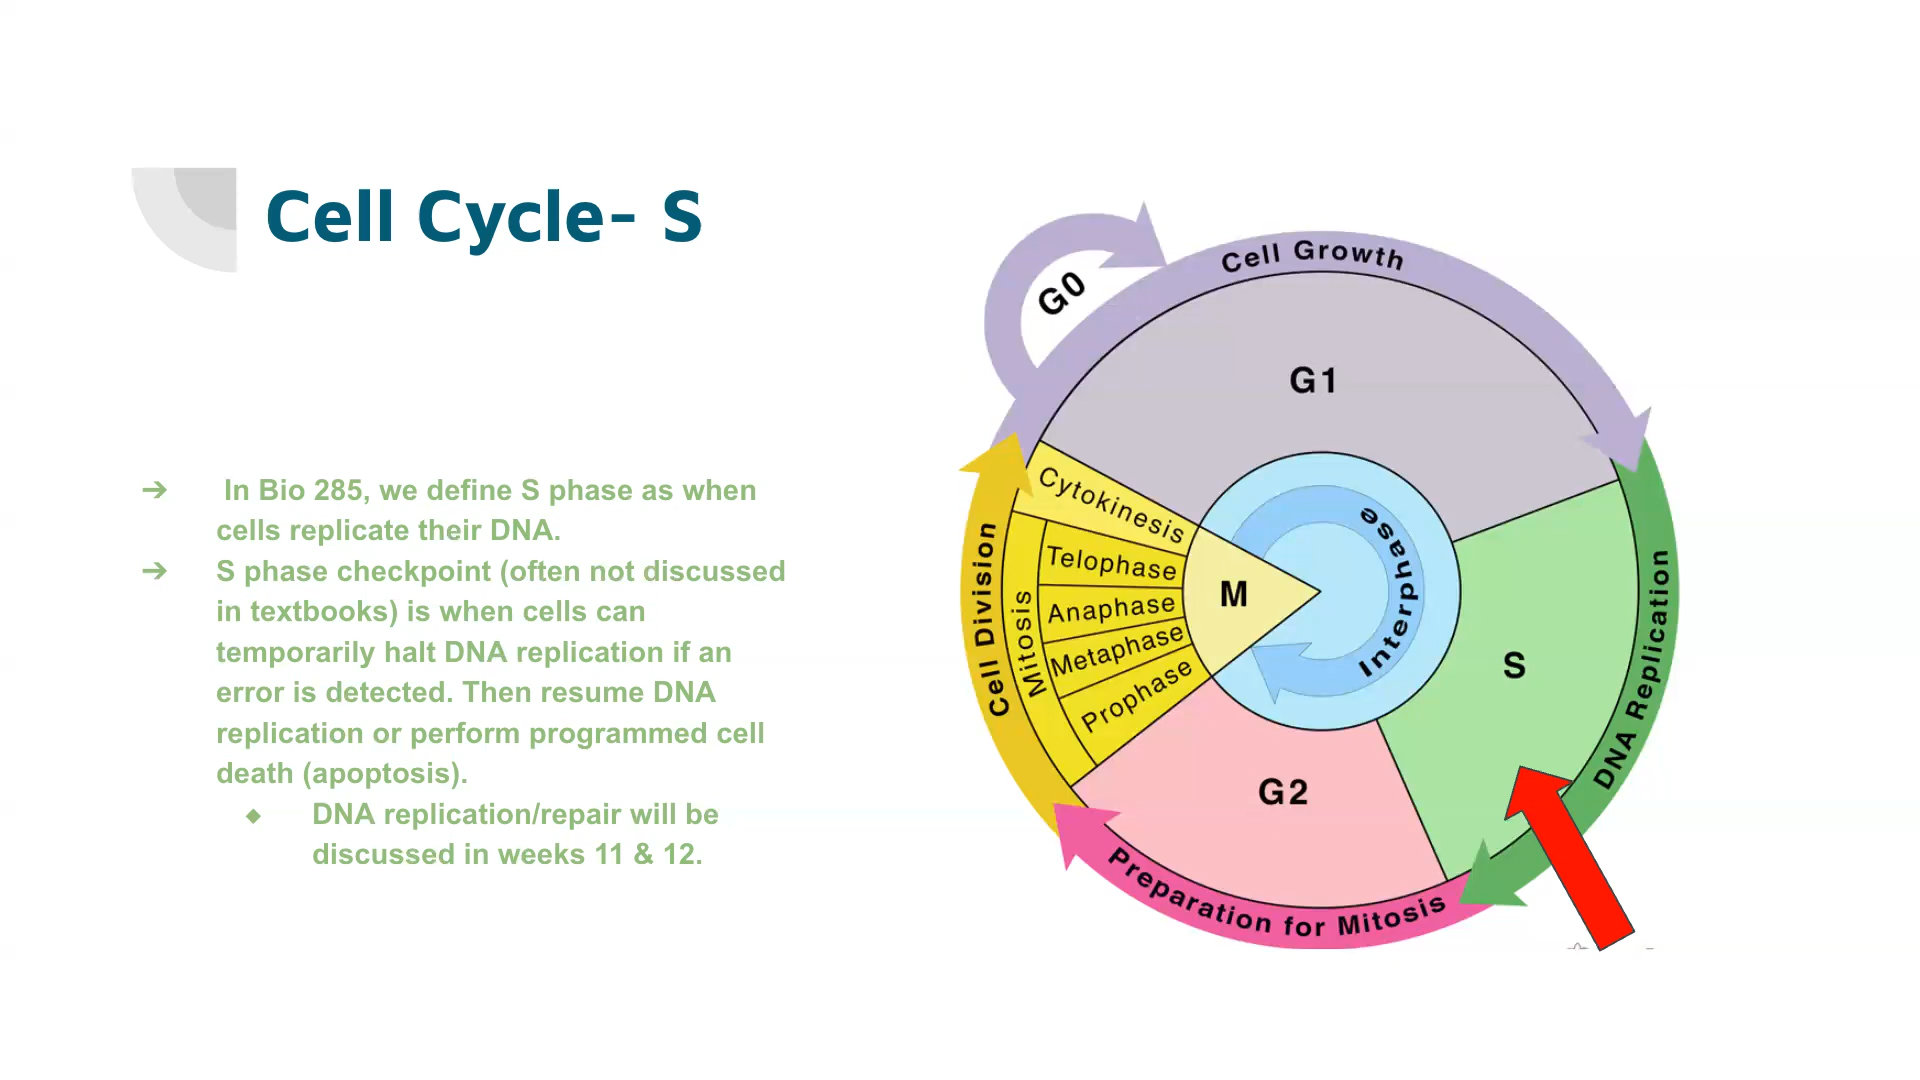 Cell Cycle- S
➔ In Bio 285, we define S phase as when
cells replicate their DNA.
➔ S phase checkpoint (often not discussed
in textbooks) is when cells can
temporarily halt DNA replication if an
error is detected. Then resume DNA
replication or perform programmed cell
death (apoptosis).
◆ DNA replication/repair will be
discussed in weeks 11 & 12.
G0
Cell Growth
G1
Cytokinesis
Telophase
Anaphase
Metaphase
Prophase
Mitosis
Cell Division
M
Interphase
S
DNA Replication
G2
Preparation for Mitosis